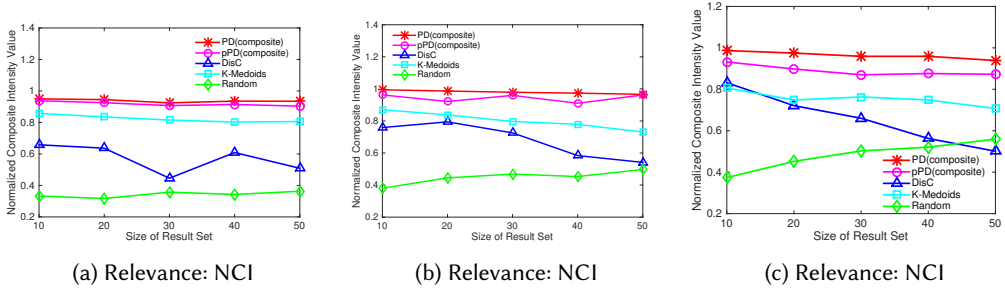 Normalized Composite Intensity Value
1.4
1.2
1
0.8
0.6
0.4
0.2
10 20 30 40 50
Size of Result Set
PD(composite)
pPD(composite)
DisC
K-Medoids
Random
(a) Relevance: NCI
Normalized Composite Intensity Value
1.4
1.2
1
0.8
0.6
0.4
0.2
10 20 30 40 50
Size of Result Set
PD(composite)
pPD(composite)
DisC
K-Medoids
Random
(b) Relevance: NCI
Normalized Composite Intensity Value
1.2
1
0.8
0.6
0.4
0.2
10 20 30 40 50
Size of Result Set
PD(composite)
pPD(composite)
DisC
K-Medoids
Random
(c) Relevance: NCI